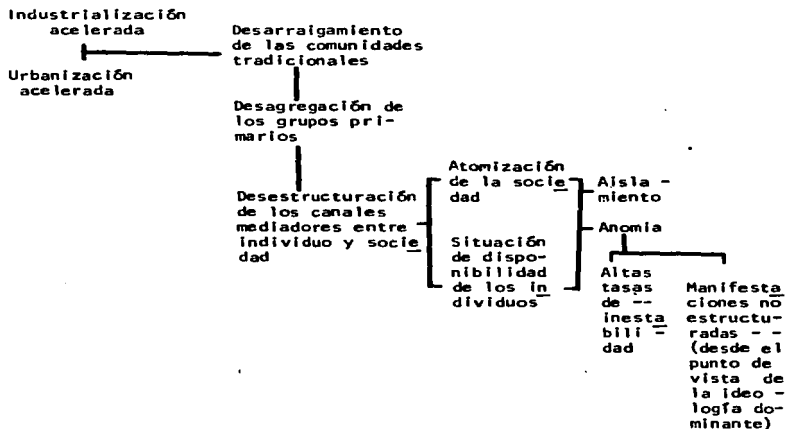 Industrialización
acelerada
Urbanización
acelerada
Desarraigamiento
de las comunidades
tradicionales
Desagregación de
los grupos pri-
marios
Desestructuración
de los canales
mediadores entre
individuo y socie
dad
Atomización
de la socie
dad
Situación
de dispo-
nibilidad
de los in
dividuos
Aisla -
miento
Anomia
Altas
tasas
de --
inesta
bili -
dad
Manifesta
ciones no
estructu-
radas - -
(desde el
punto de
vista de
la ideo -
logía do-
minante)